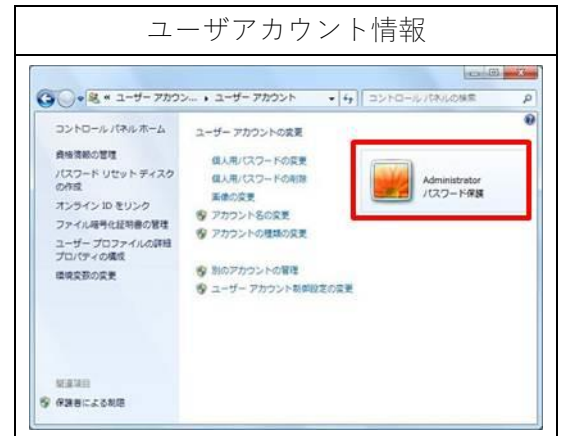 ユーザアカウント情報
« ユーザー アカウン... ▸ ユーザー アカウント
コントロール パネルの検索
コントロール パネル ホーム
資格情報の管理
パスワード リセット ディスク
の作成
オンライン ID をリンク
ファイル暗号化証明書の管理
ユーザー プロファイルの詳細
プロパティの構成
環境変数の変更
関連項目
保護者による制限
ユーザー アカウントの変更
個人用パスワードの変更
個人用パスワードの削除
画像の変更
アカウント名の変更
アカウントの種類の変更
別のアカウントの管理
ユーザー アカウント制御設定の変更
Administrator
パスワード保護